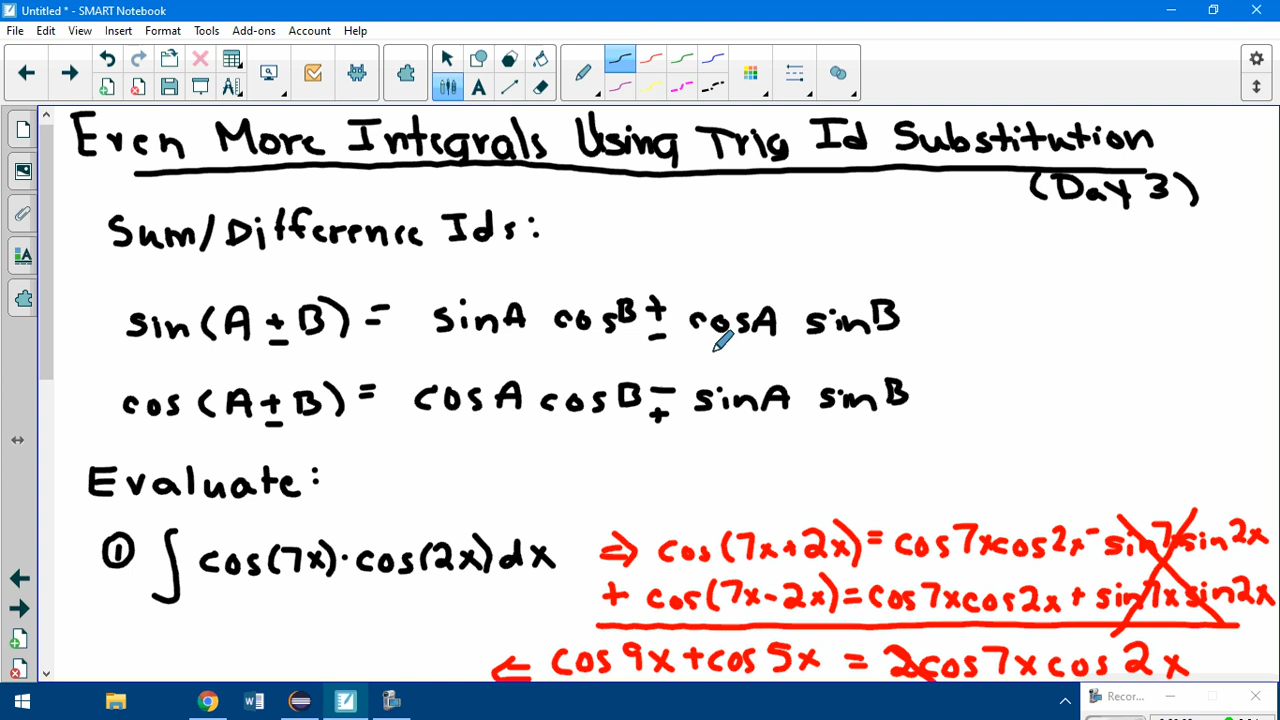 Untitled * - SMART Notebook
File Edit View Insert Format Tools Add-ons Account Help
Even More Integrals Using Trig Id Substitution
(Day 3)
Sum/Difference Ids:
sin(A ± B) = sinA cosB ± cosA sinB
cos(A ± B) = cosA cosB ∓ sinA sinB
Evaluate:
① ∫ cos(7x)·cos(2x)dx
⇒ cos(7x+2x)=cos7xcos2x-sin7xsin2x
+ cos(7x-2x)=cos7xcos2x+sin7xsin2x
← cos9x+cos5x = 2cos7xcos2x
Recor...